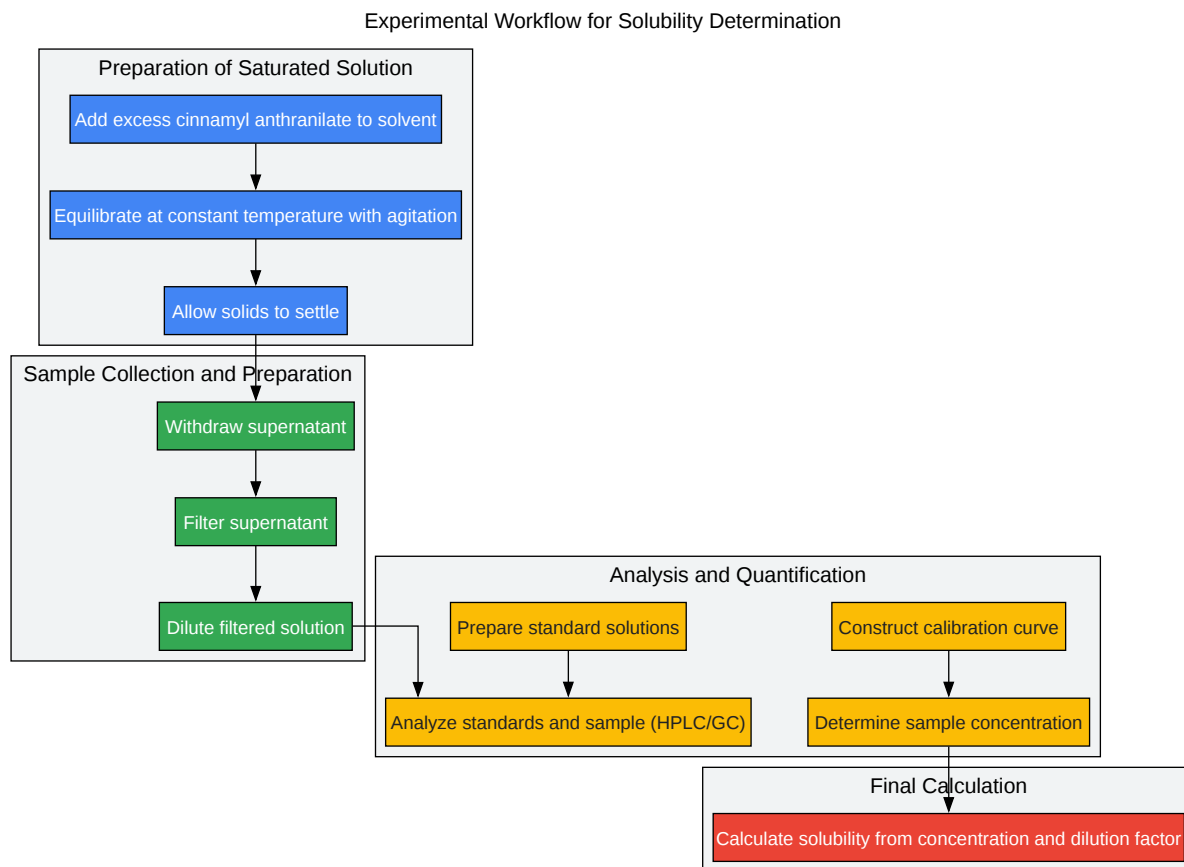 Experimental Workflow for Solubility Determination
Preparation of Saturated Solution
Add excess cinnamyl anthranilate to solvent
Equilibrate at constant temperature with agitation
Allow solids to settle
Sample Collection and Preparation
Withdraw supernatant
Filter supernatant
Dilute filtered solution
Analysis and Quantification
Prepare standard solutions
Construct calibration curve
Analyze standards and sample (HPLC/GC)
Determine sample concentration
Final Calculation
Calculate solubility from concentration and dilution factor